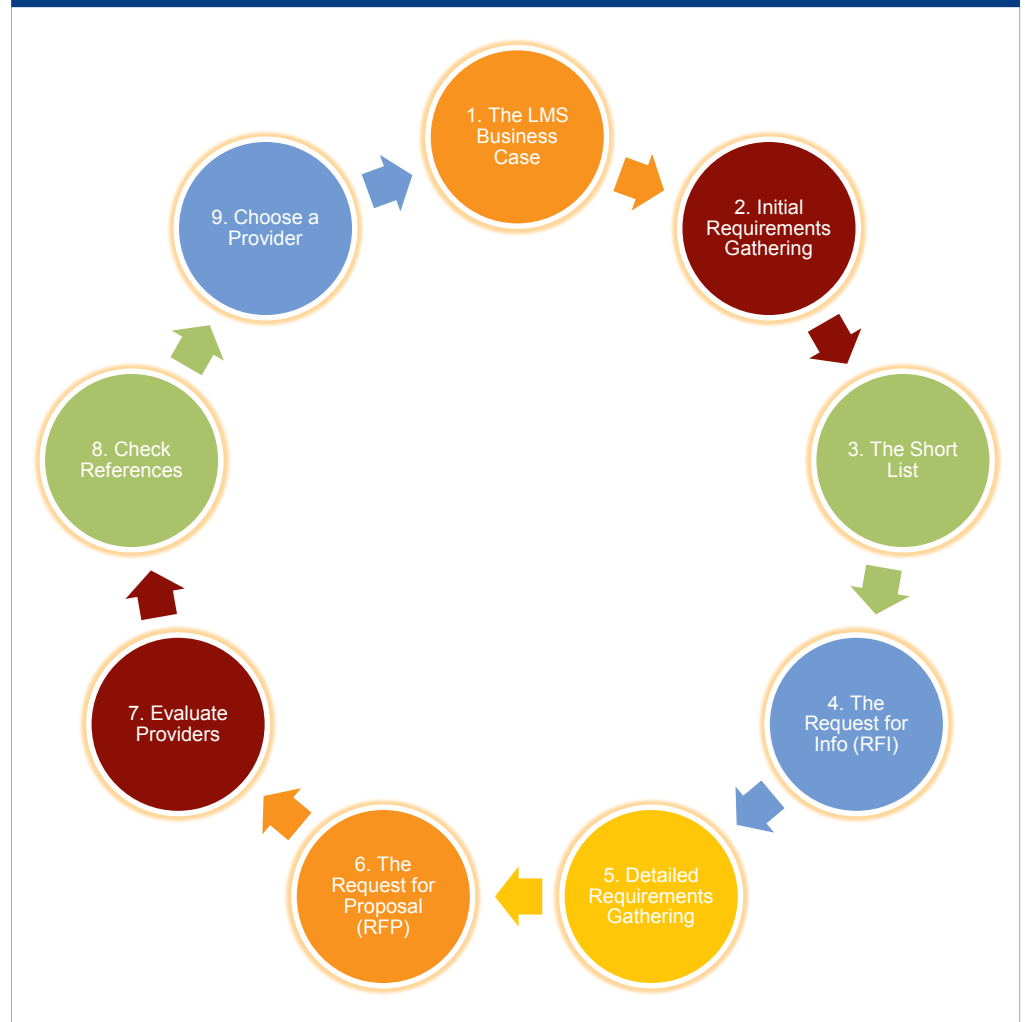 1. The LMS
Business
Case
2. Initial
Requirements
Gathering
3. The Short
List
4. The
Request for
Info (RFI)
5. Detailed
Requirements
Gathering
6. The
Request for
Proposal
(RFP)
7. Evaluate
Providers
8. Check
References
9. Choose a
Provider